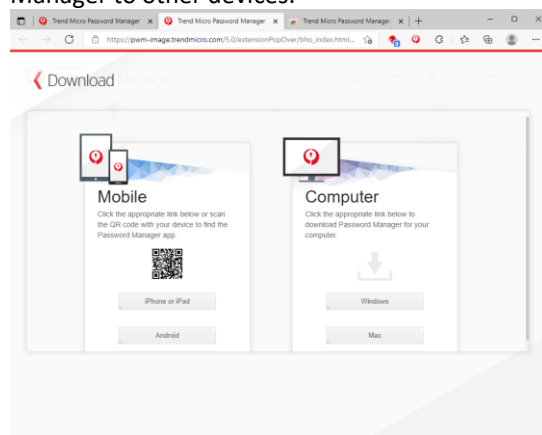 Manager to other devices.
Trend Micro Password Manager
Trend Micro Password Manager
Trend Micro Password Manager
https://pwm-image.trendmicro.com/5.0/extensionPopOver/bho_index.html...
Download
Manager
Mobile
Click the appropriate link below or scan
the QR code with your device to find the
Password Manager app.
iPhone or iPad
Android
Computer
Click the appropriate link below to
download Password Manager for your
computer.
Windows
Mac